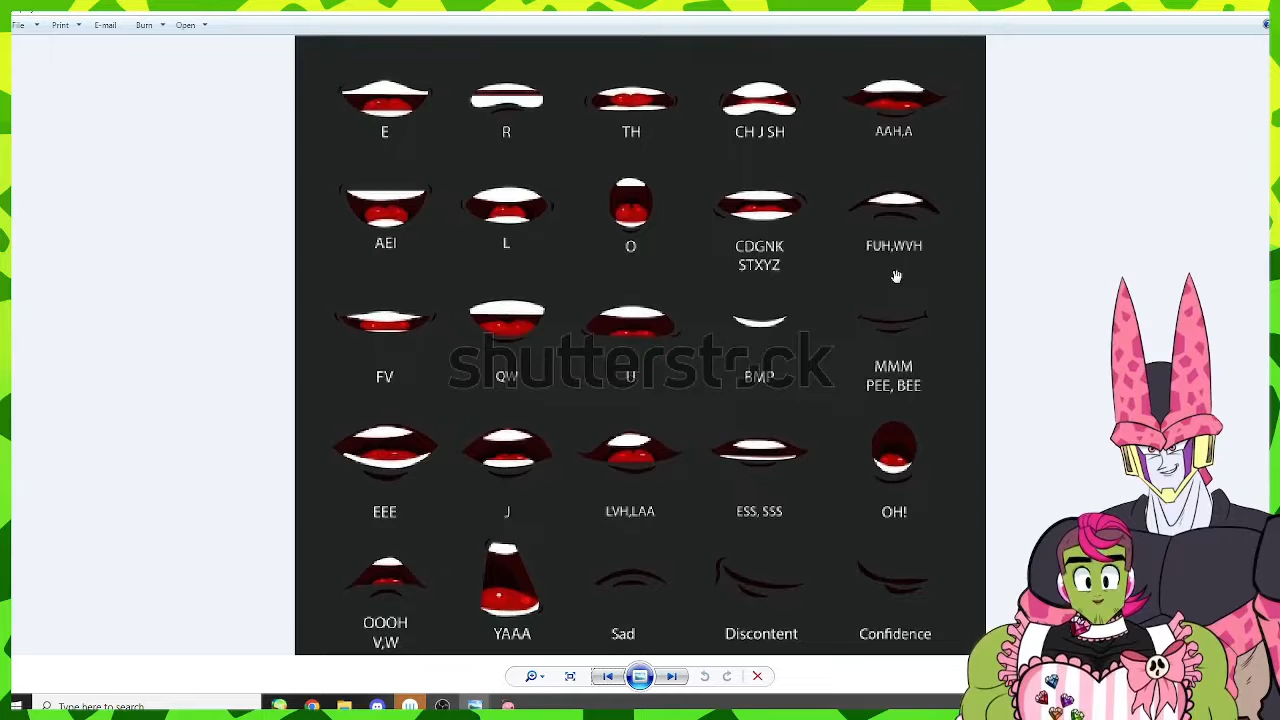 File Print E-mail Burn Open
E R TH CH J SH AAH,A
AEI L O CDGNK FUH,WVH
STXYZ
FV QW U BMP MMM
PEE, BEE
shutterstock
EEE J LVH,LAA ESS, SSS OH!
OOOH YAAA Sad Discontent Confidence
V,W
Type here to search